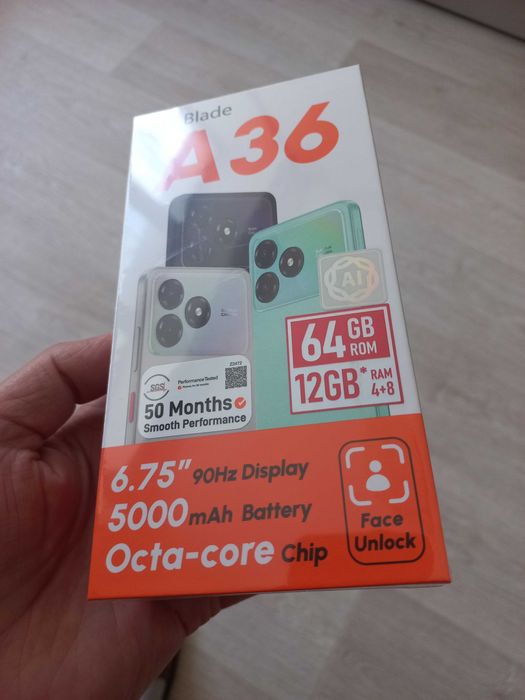 Blade
A36
AI
64 GB
ROM
12GB* RAM
4+8
SGS
Performance Tested
50 Months
Smooth Performance
6.75" 90Hz Display
5000mAh Battery
Octa-core Chip
Face
Unlock